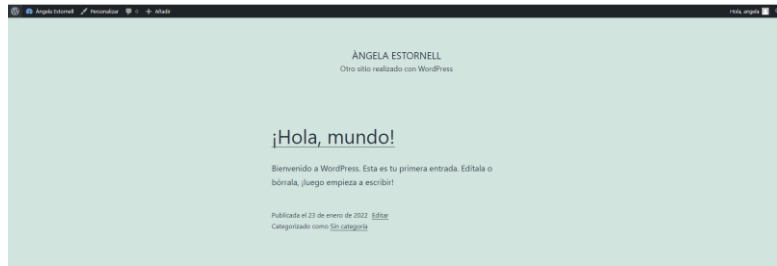 Àngela Estornell Personalizar 0 Añadir Hola, angela
ÀNGELA ESTORNELL
Otro sitio realizado con WordPress
¡Hola, mundo!
Bienvenido a WordPress. Esta es tu primera entrada. Edítala o
bórrala, ¡luego empieza a escribir!
Publicada el 23 de enero de 2022 Editar
Categorizado como Sin categoría